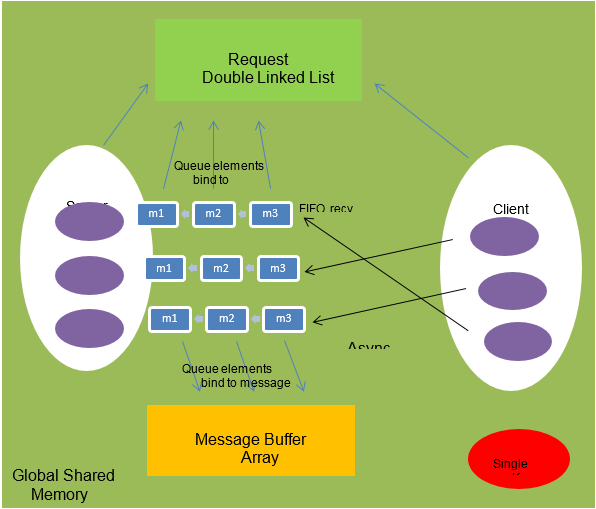 Request
Double Linked List
Queue elements
bind to
m1 m2 m3
FIFO recv
Client
m1 m2 m3
m1 m2 m3
Async
Queue elements
bind to message
Message Buffer
Array
Global Shared
Memory
Single